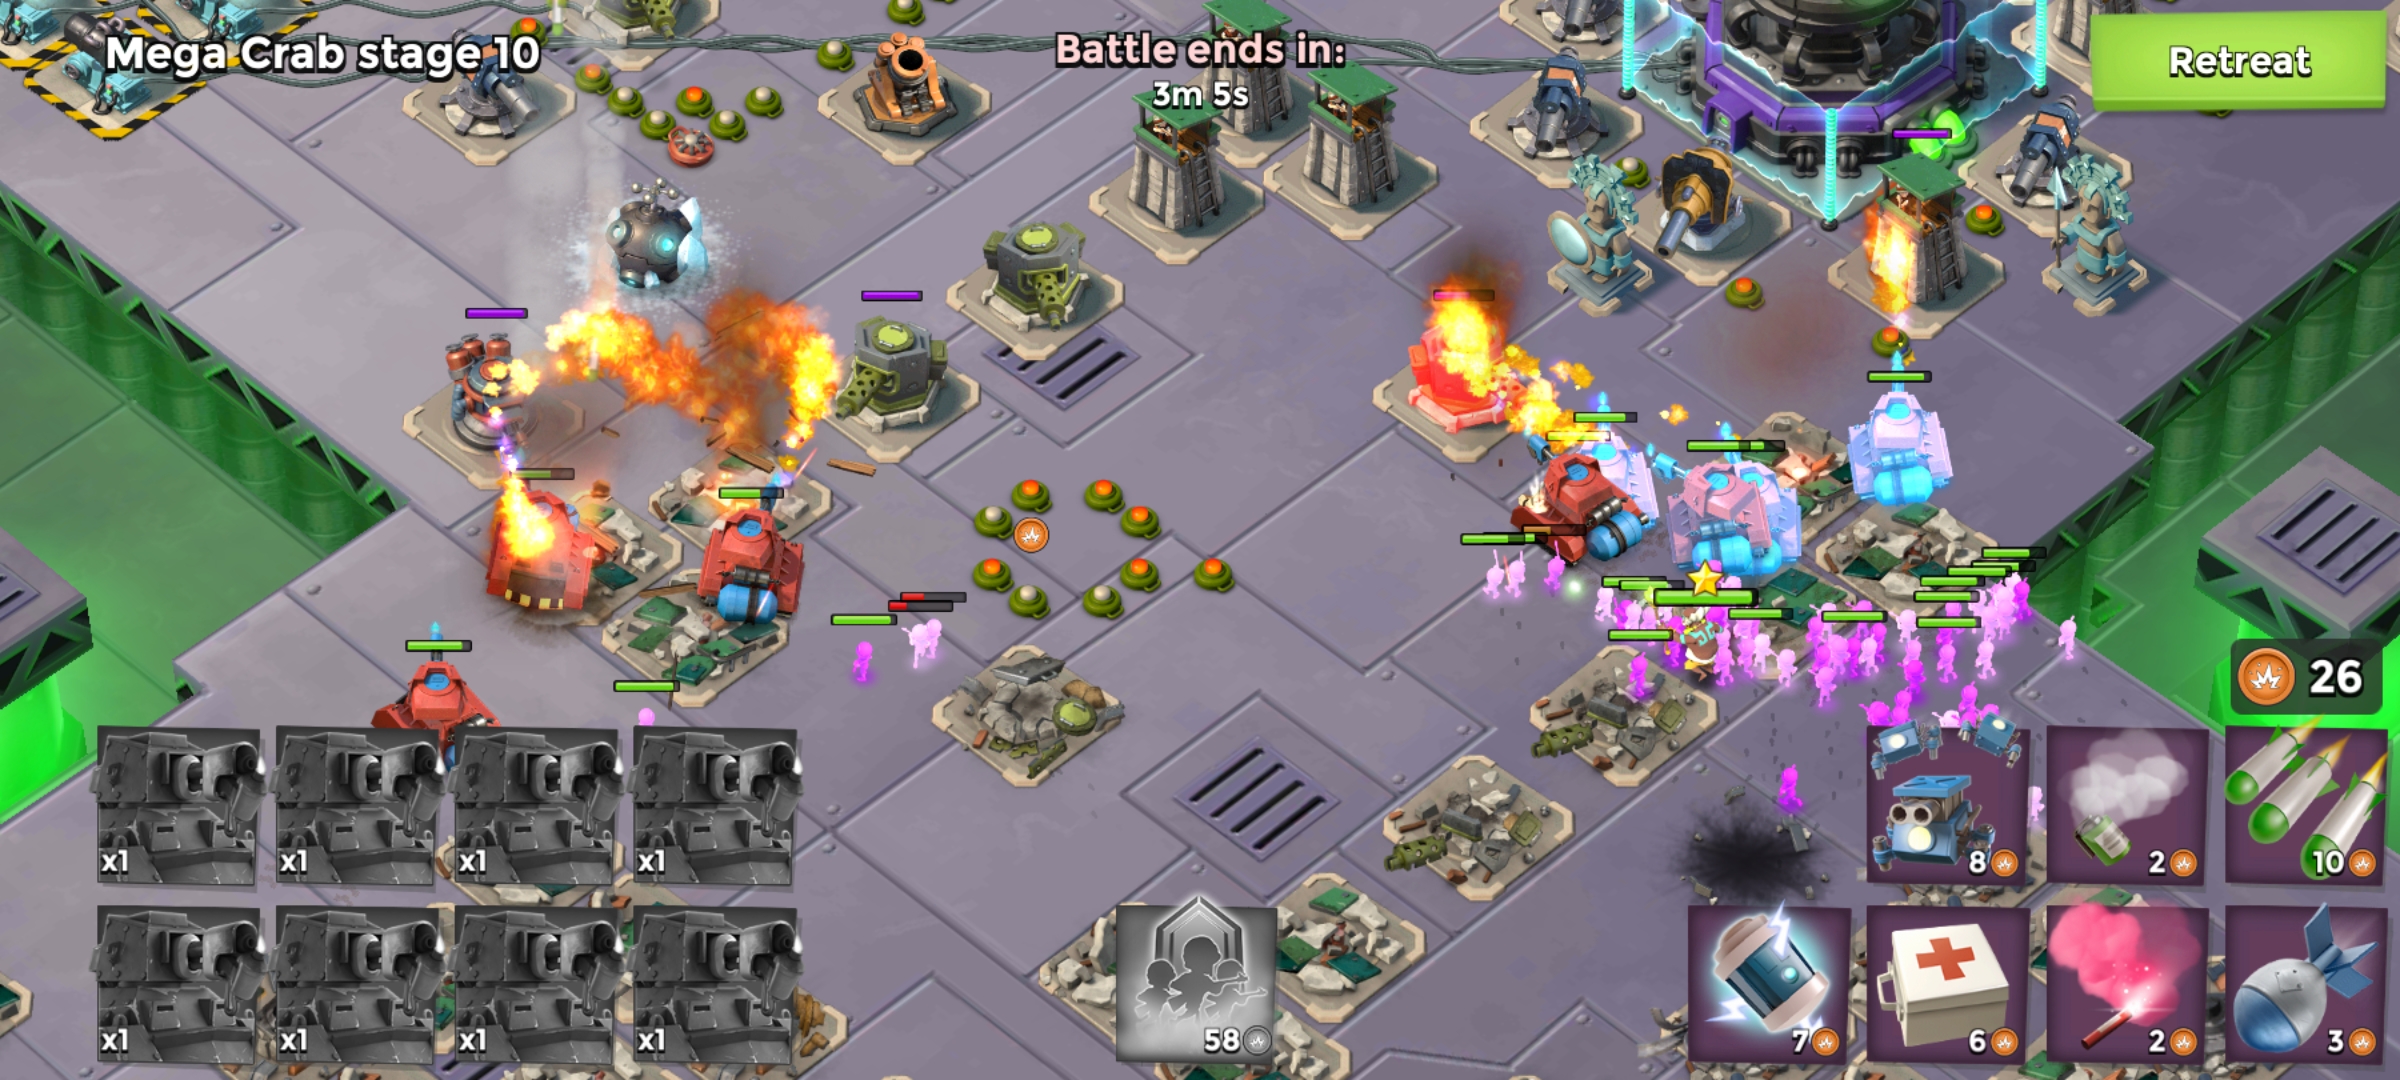 Mega Crab stage 10
Battle ends in:
3m 5s
Retreat
26
x1
x1
x1
x1
8
2
10
x1
x1
x1
x1
58
7
6
2
3